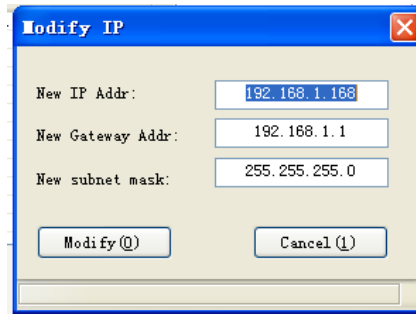 Modify IP
New IP Addr: 192.168.1.168
New Gateway Addr: 192.168.1.1
New subnet mask: 255.255.255.0
Modify(0) Cancel(1)